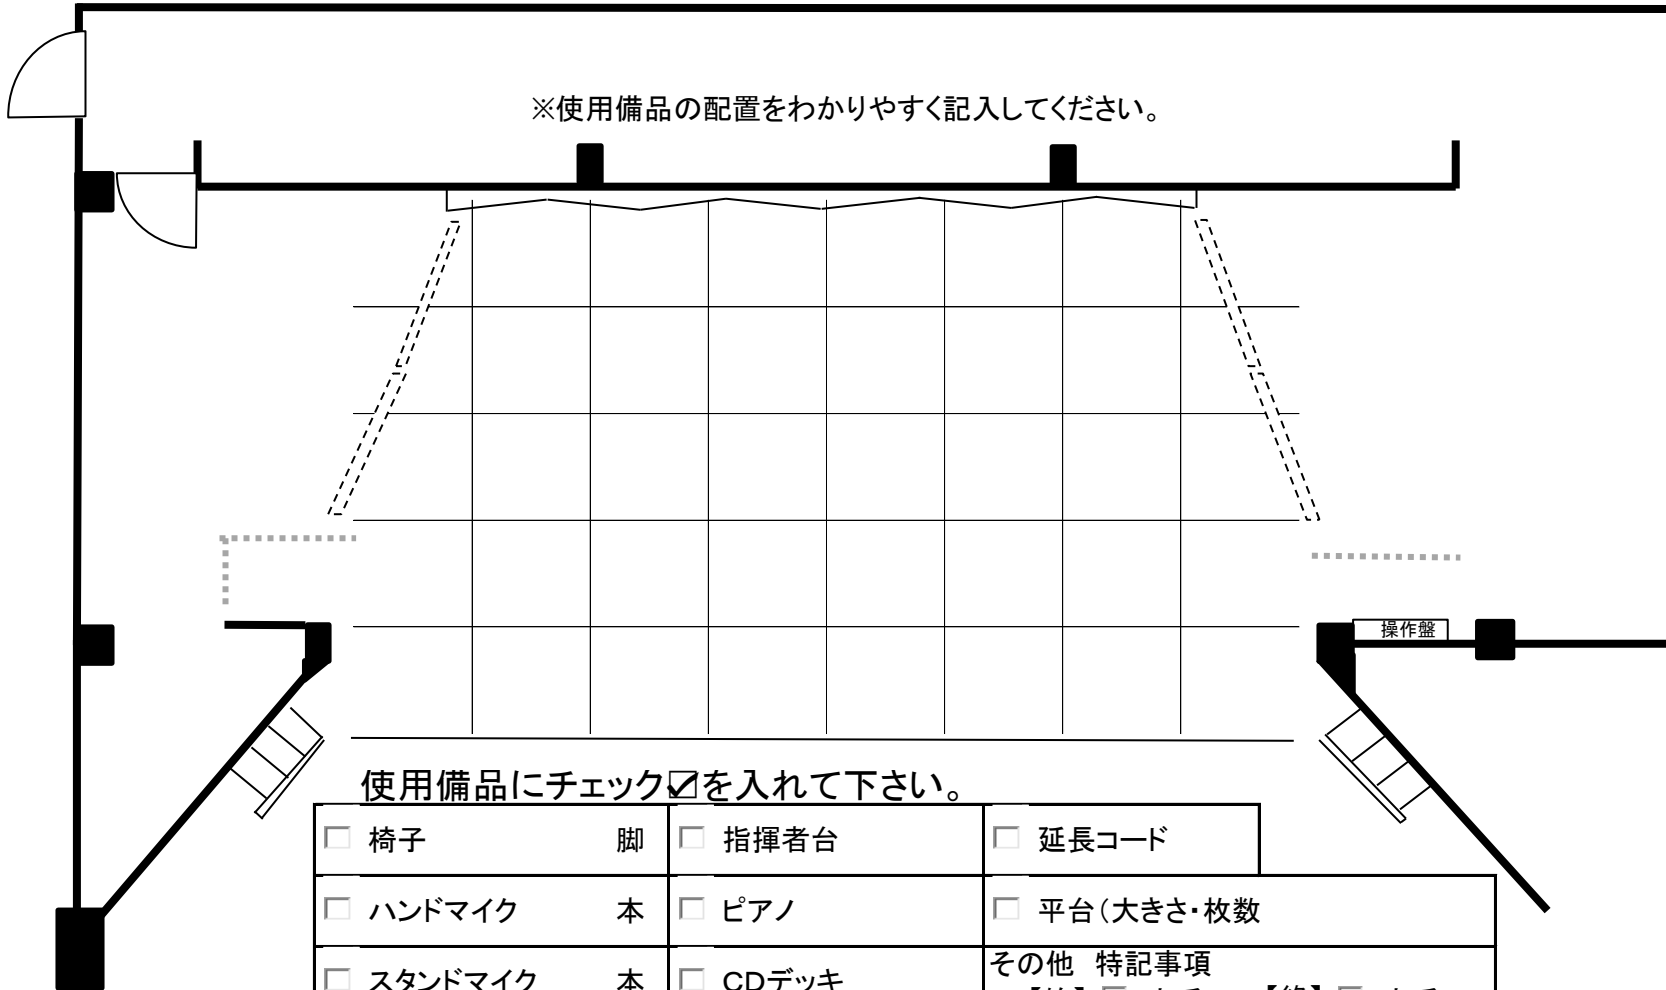 ※使用備品の配置をわかりやすく記入してください。
操作盤
使用備品にチェック☑を入れて下さい。
□ 椅子 脚 □ 指揮者台 □ 延長コード
□ ハンドマイク 本 □ ピアノ □ 平台(大きさ・枚数
□ スタンドマイク 本 □ CDデッキ その他 特記事項